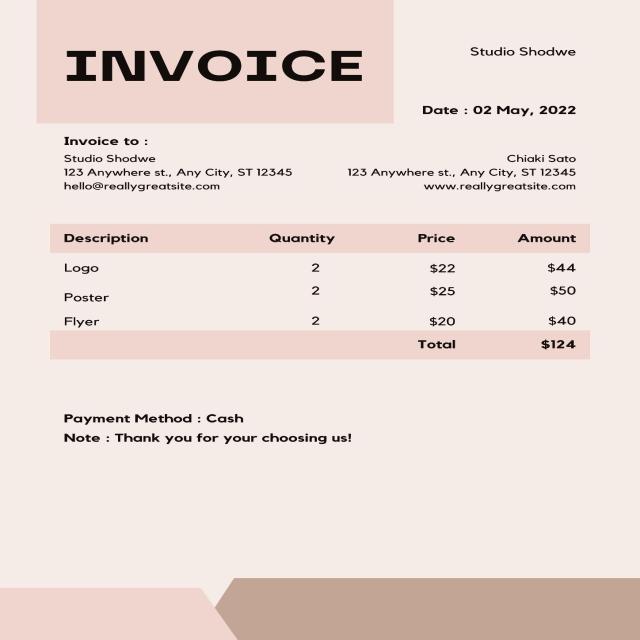 INVOICE
Studio Shodwe
Date : 02 May, 2022
Invoice to :
Studio Shodwe
123 Anywhere st., Any City, ST 12345
hello@reallygreatsite.com
Chiaki Sato
123 Anywhere st., Any City, ST 12345
www.reallygreatsite.com
Description Quantity Price Amount
Logo 2 $22 $44
Poster 2 $25 $50
Flyer 2 $20 $40
Total $124
Payment Method : Cash
Note : Thank you for your choosing us!